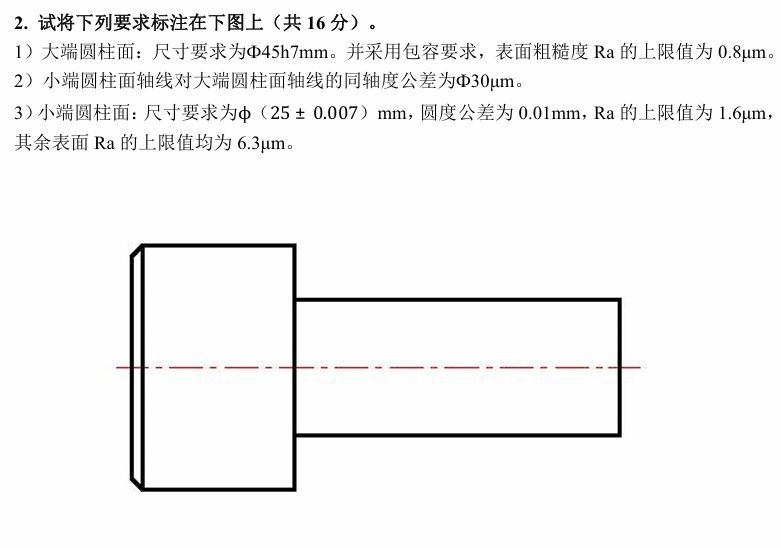 2. 试将下列要求标注在下图上（共 16 分）。
1）大端圆柱面：尺寸要求为Φ45h7mm。并采用包容要求，表面粗糙度 Ra 的上限值为 0.8μm。
2）小端圆柱面轴线对大端圆柱面轴线的同轴度公差为Φ30μm。
3）小端圆柱面：尺寸要求为ϕ（25 ± 0.007）mm，圆度公差为 0.01mm，Ra 的上限值为 1.6μm，
其余表面 Ra 的上限值均为 6.3μm。